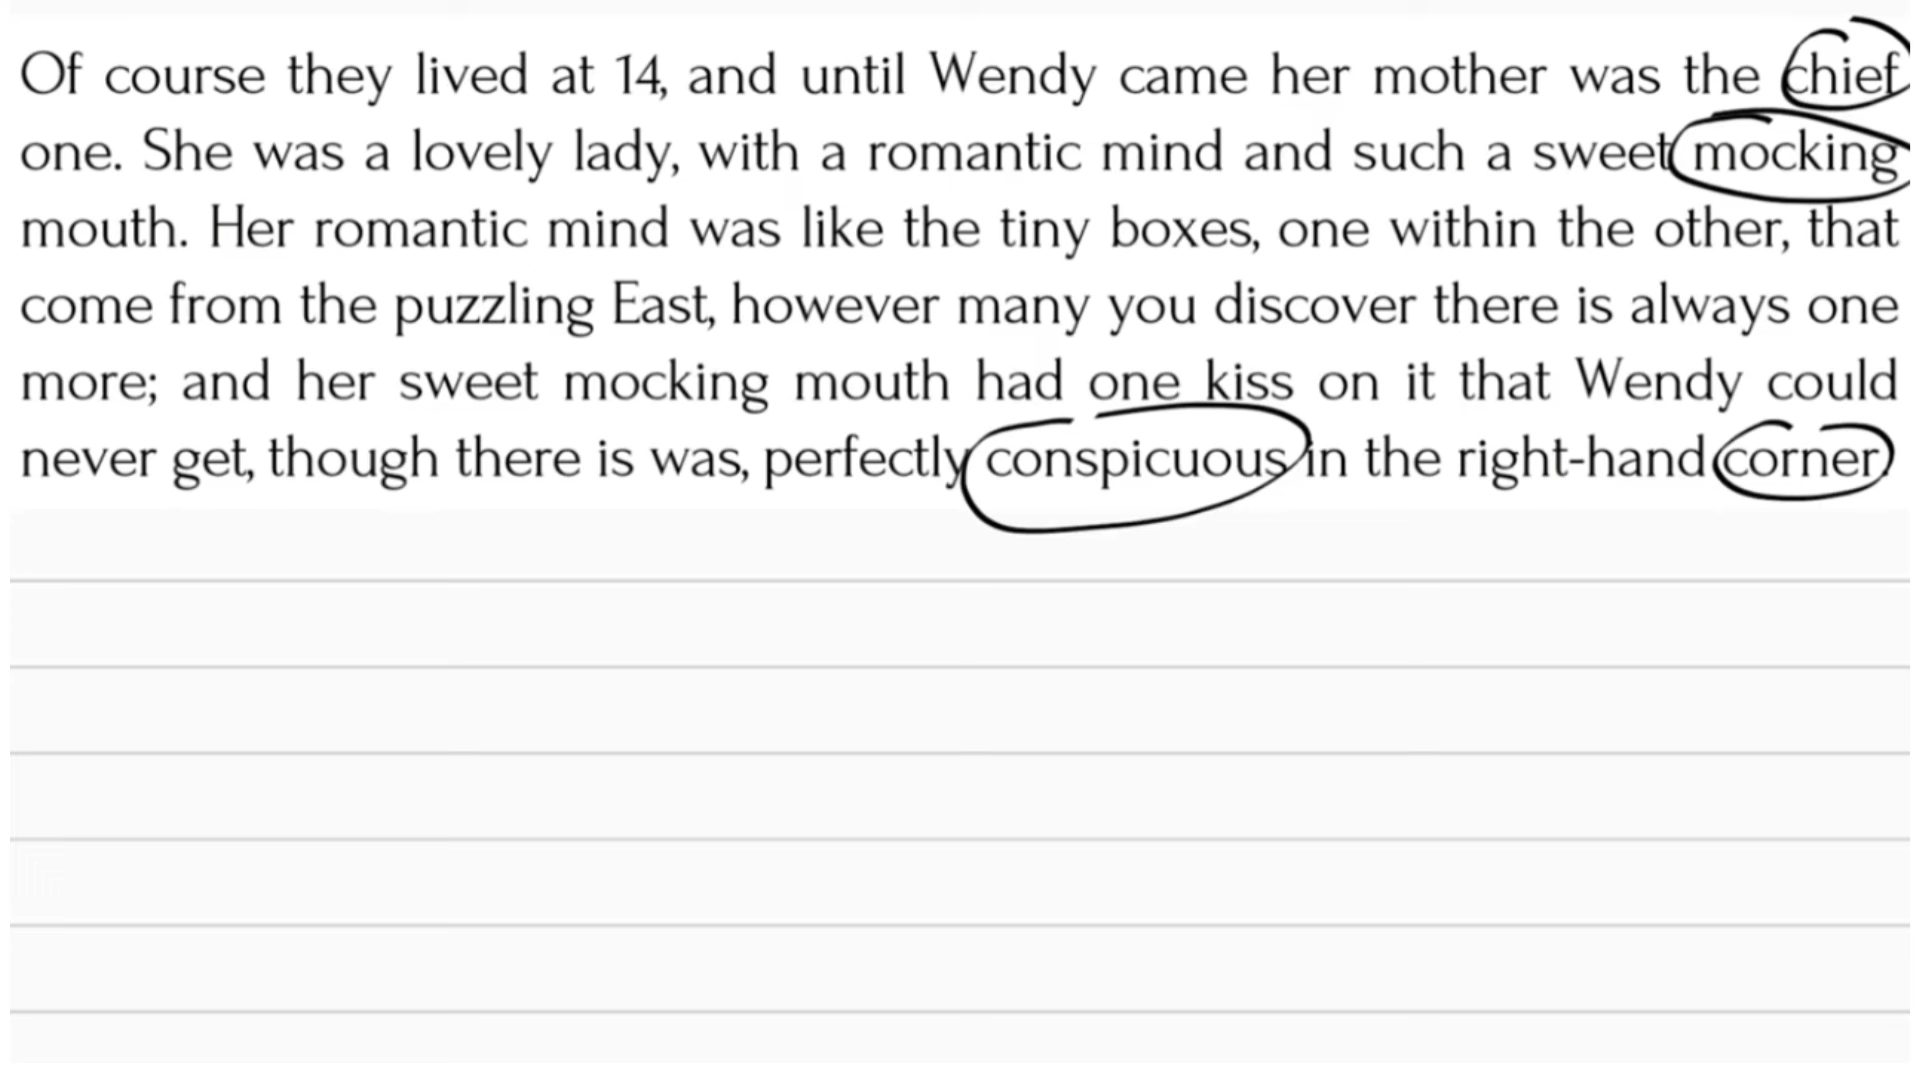 Of course they lived at 14, and until Wendy came her mother was the chief
one. She was a lovely lady, with a romantic mind and such a sweet mocking
mouth. Her romantic mind was like the tiny boxes, one within the other, that
come from the puzzling East, however many you discover there is always one
more; and her sweet mocking mouth had one kiss on it that Wendy could
never get, though there is was, perfectly conspicuous in the right-hand corner.